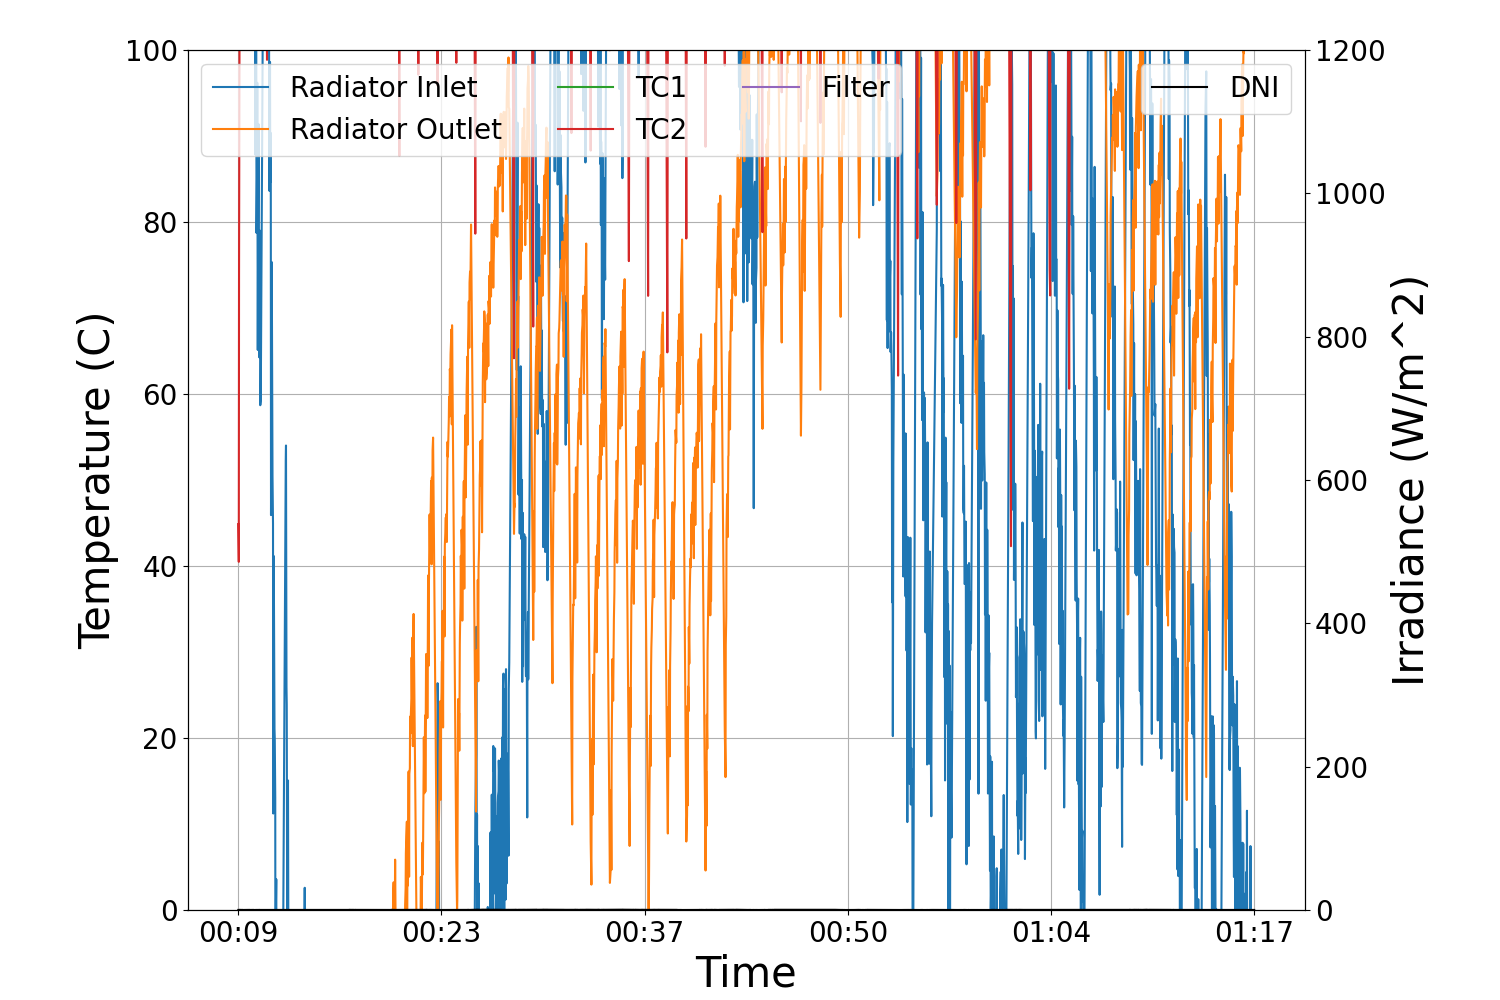 100
80
60
40
20
0
Temperature (C)
Radiator Inlet
Radiator Outlet
TC1
TC2
Filter
DNI
1200
1000
800
600
400
200
0
Irradiance (W/m^2)
00:09
00:23
00:37
00:50
01:04
01:17
Time